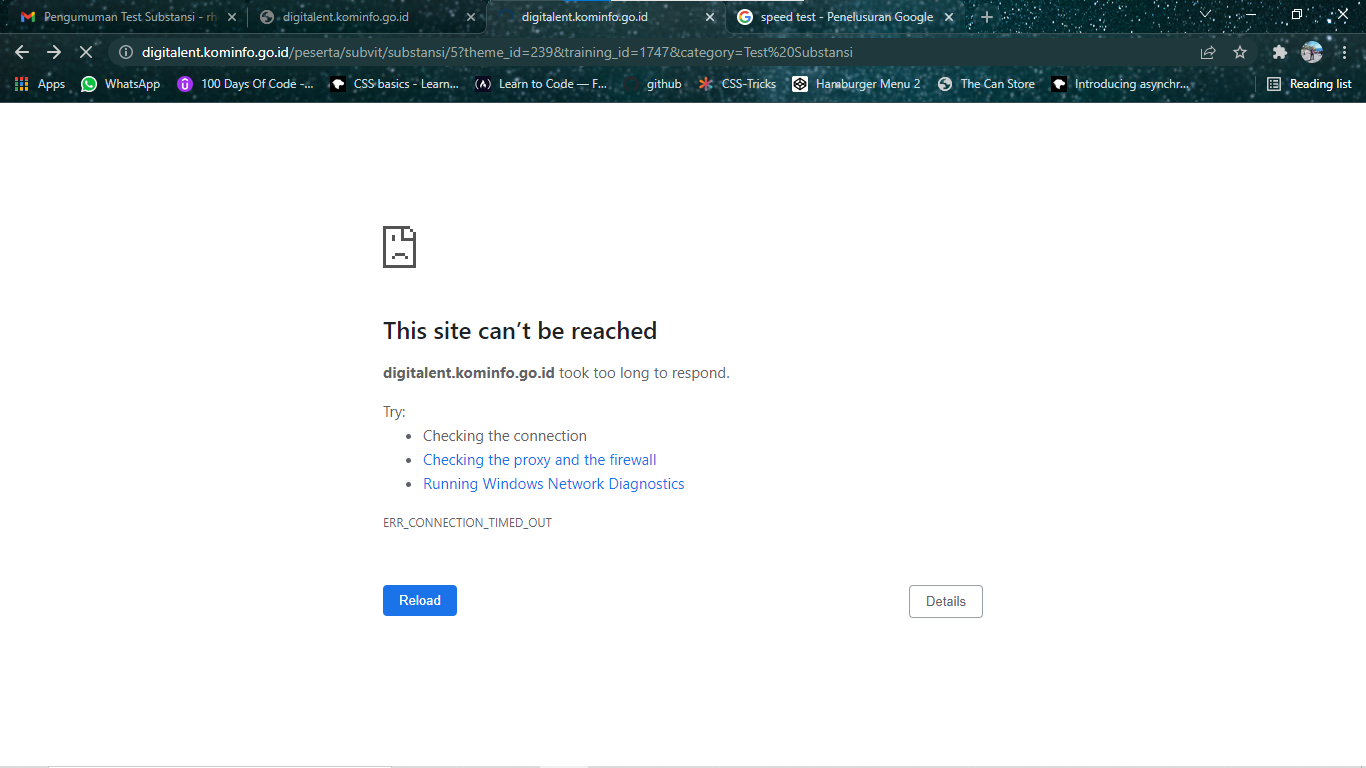 Pengumuman Test Substansi - rh
digitalent.kominfo.go.id
digitalent.kominfo.go.id
speed test - Penelusuran Google
digitalent.kominfo.go.id/peserta/subvit/substansi/5?theme_id=239&training_id=1747&category=Test%20Substansi
Apps
WhatsApp
100 Days Of Code -...
CSS basics - Learn...
Learn to Code — F...
github
CSS-Tricks
Hamburger Menu 2
The Can Store
Introducing asynchr...
Reading list
This site can't be reached
digitalent.kominfo.go.id took too long to respond.
Try:
Checking the connection
Checking the proxy and the firewall
Running Windows Network Diagnostics
ERR_CONNECTION_TIMED_OUT
Reload
Details